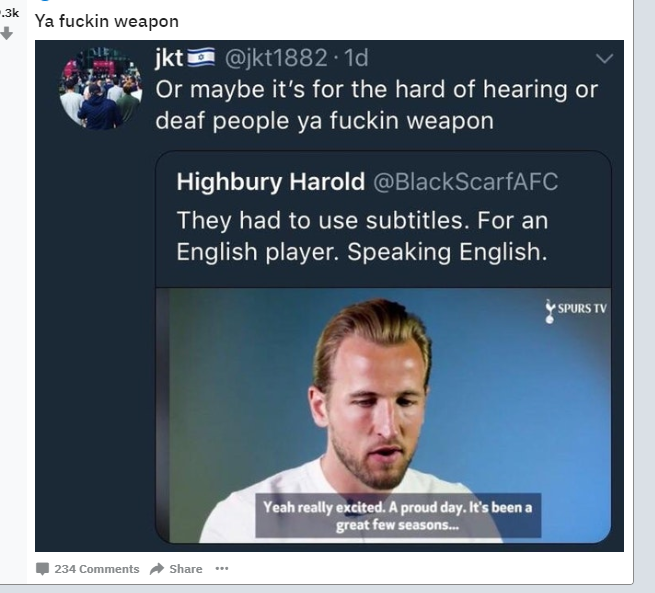 .3k
Ya fuckin weapon
jkt🇮🇱 @jkt1882 · 1d
Or maybe it’s for the hard of hearing or
deaf people ya fuckin weapon
Highbury Harold @BlackScarfAFC
They had to use subtitles. For an
English player. Speaking English.
SPURS TV
Yeah really excited. A proud day. It's been a
great few seasons...
234 Comments Share ...